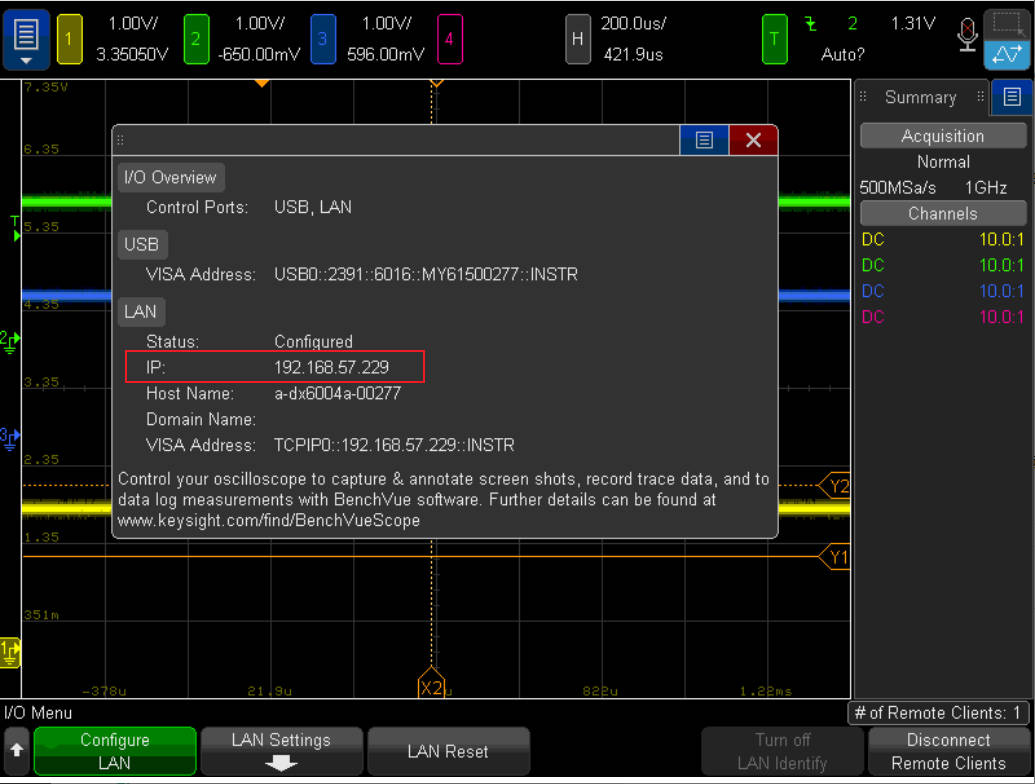 1 1.00V/ 2 1.00V/ 3 1.00V/ 4 H 200.0us/ T 2 1.31V
3.35050V -650.00mV 596.00mV 421.9us Auto?
7.35V
6.35
5.35
4.35
3.35
2.35
1.35
351m
-378u 21.9u 822u 1.22ms
T
2
3
1
Y2
Y1
X2
I/O Overview
Control Ports: USB, LAN
USB
VISA Address: USB0::2391::6016::MY61500277::INSTR
LAN
Status: Configured
IP: 192.168.57.229
Host Name: a-dx6004a-00277
Domain Name:
VISA Address: TCPIP0::192.168.57.229::INSTR
Control your oscilloscope to capture & annotate screen shots, record trace data, and to
data log measurements with BenchVue software. Further details can be found at
www.keysight.com/find/BenchVueScope
Summary
Acquisition
Normal
500MSa/s 1GHz
Channels
DC 10.0:1
DC 10.0:1
DC 10.0:1
DC 10.0:1
I/O Menu
# of Remote Clients: 1
Configure
LAN
LAN Settings
LAN Reset
Turn off
LAN Identify
Disconnect
Remote Clients